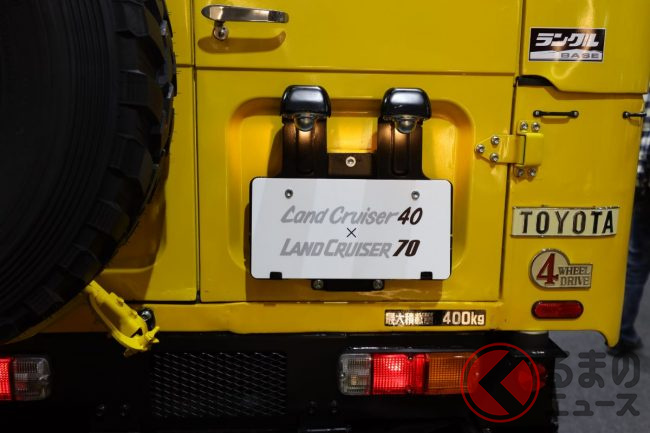 ランクル
BASE
Land Cruiser 40
×
LAND CRUISER 70
TOYOTA
4 WHEEL
DRIVE
最大積載量 400kg
くるまの
ニュース